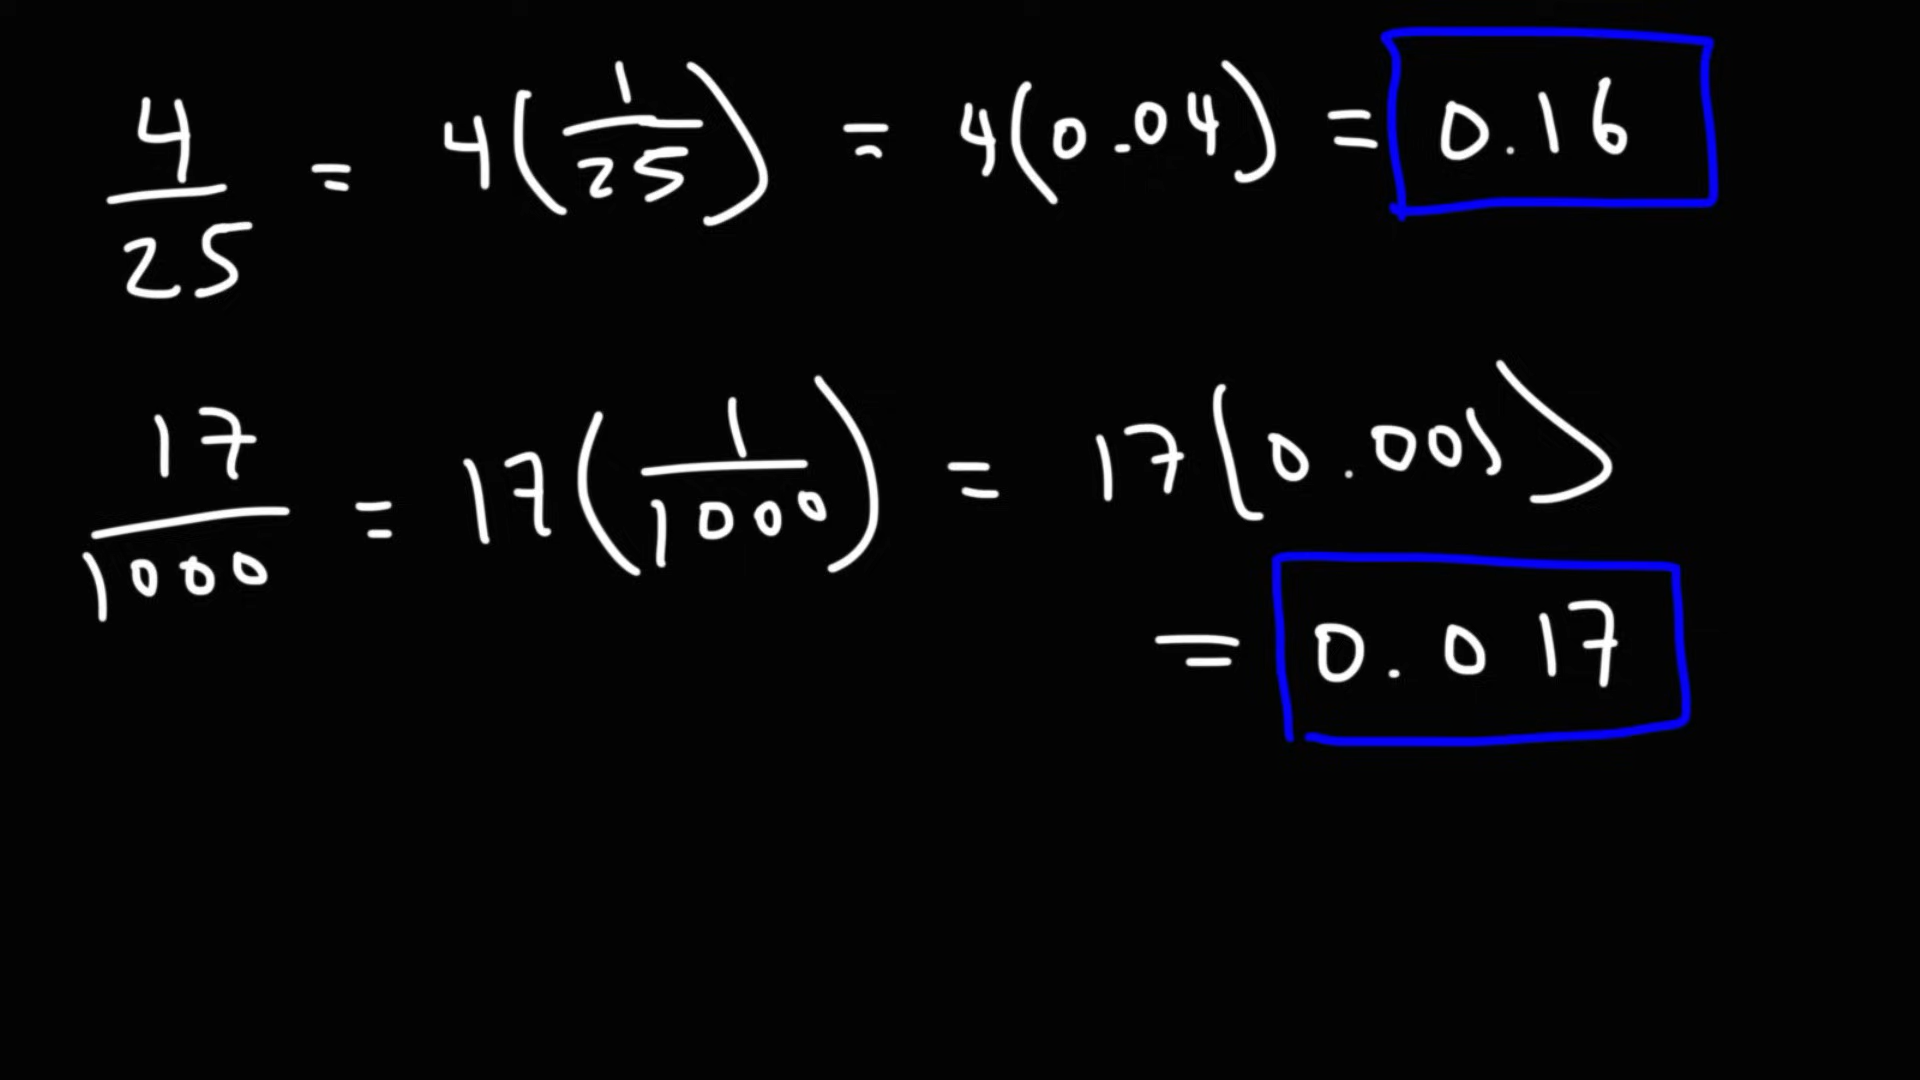 4/25 = 4(1/25) = 4(0.04) = 0.16
17/1000 = 17(1/1000) = 17(0.001)
= 0.017